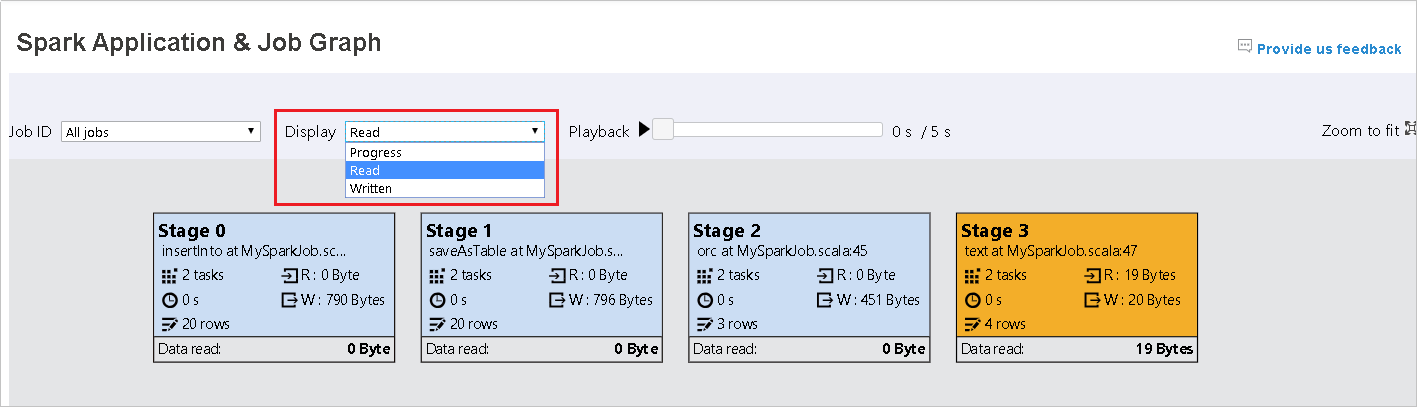 Spark Application & Job Graph
Provide us feedback
Job ID All jobs Display Read Playback 0 s / 5 s Zoom to fit
Progress
Read
Written
Stage 0
insertInto at MySparkJob.sc...
2 tasks R : 0 Byte
0 s W : 790 Bytes
20 rows
Data read: 0 Byte
Stage 1
saveAsTable at MySparkJob.s...
2 tasks R : 0 Byte
0 s W : 796 Bytes
20 rows
Data read: 0 Byte
Stage 2
orc at MySparkJob.scala:45
2 tasks R : 0 Byte
0 s W : 451 Bytes
3 rows
Data read: 0 Byte
Stage 3
text at MySparkJob.scala:47
2 tasks R : 19 Bytes
0 s W : 20 Bytes
4 rows
Data read: 19 Bytes